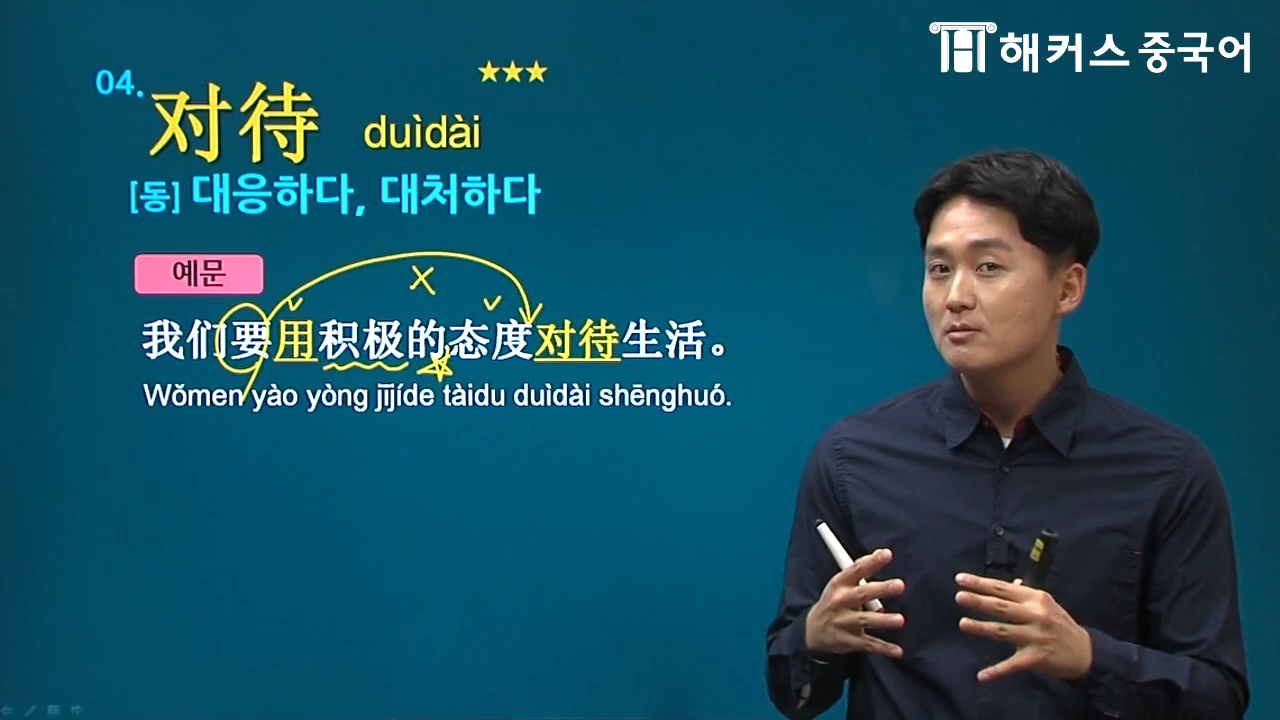 해커스 중국어
★★★
04. 对待 duìdài
[동] 대응하다, 대처하다
예문
我们要用积极的态度对待生活。
Wǒmen yào yòng jījíde tàidu duìdài shēnghuó.